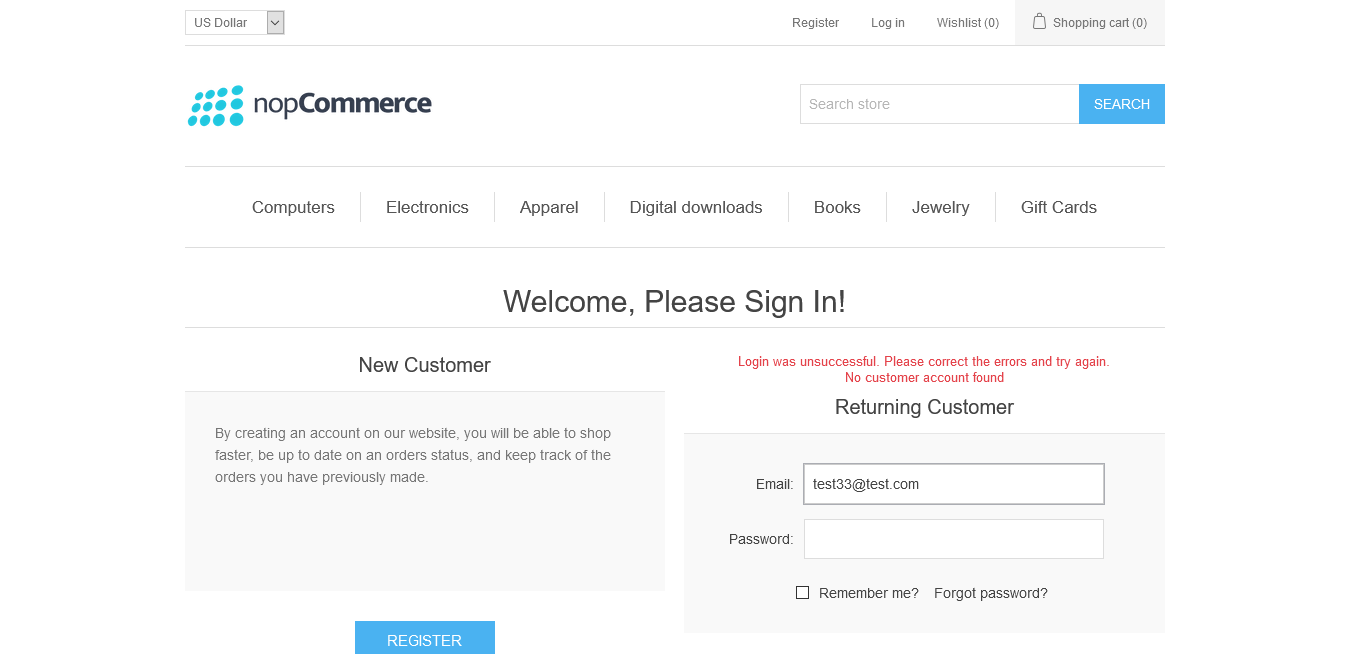 US Dollar
Register Log in Wishlist (0) Shopping cart (0)
nopCommerce
Search store SEARCH
Computers Electronics Apparel Digital downloads Books Jewelry Gift Cards
Welcome, Please Sign In!
New Customer
By creating an account on our website, you will be able to shop
faster, be up to date on an orders status, and keep track of the
orders you have previously made.
REGISTER
Login was unsuccessful. Please correct the errors and try again.
No customer account found
Returning Customer
Email: test33@test.com
Password:
Remember me? Forgot password?